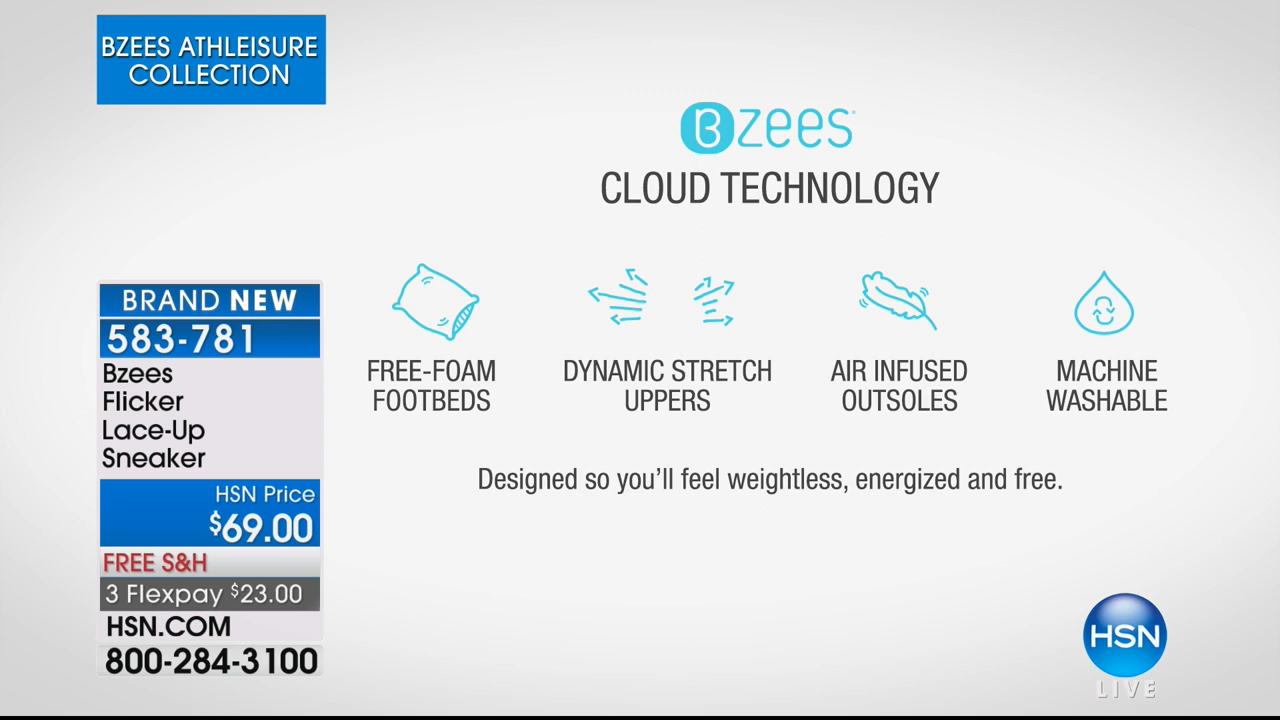 BZEES ATHLEISURE
COLLECTION
Bzees
CLOUD TECHNOLOGY
FREE-FOAM
FOOTBEDS
DYNAMIC STRETCH
UPPERS
AIR INFUSED
OUTSOLES
MACHINE
WASHABLE
Designed so you'll feel weightless, energized and free.
BRAND NEW
583-781
Bzees
Flicker
Lace-Up
Sneaker
HSN Price
$69.00
FREE S&H
3 Flexpay $23.00
HSN.COM
800-284-3100
HSN
LIVE